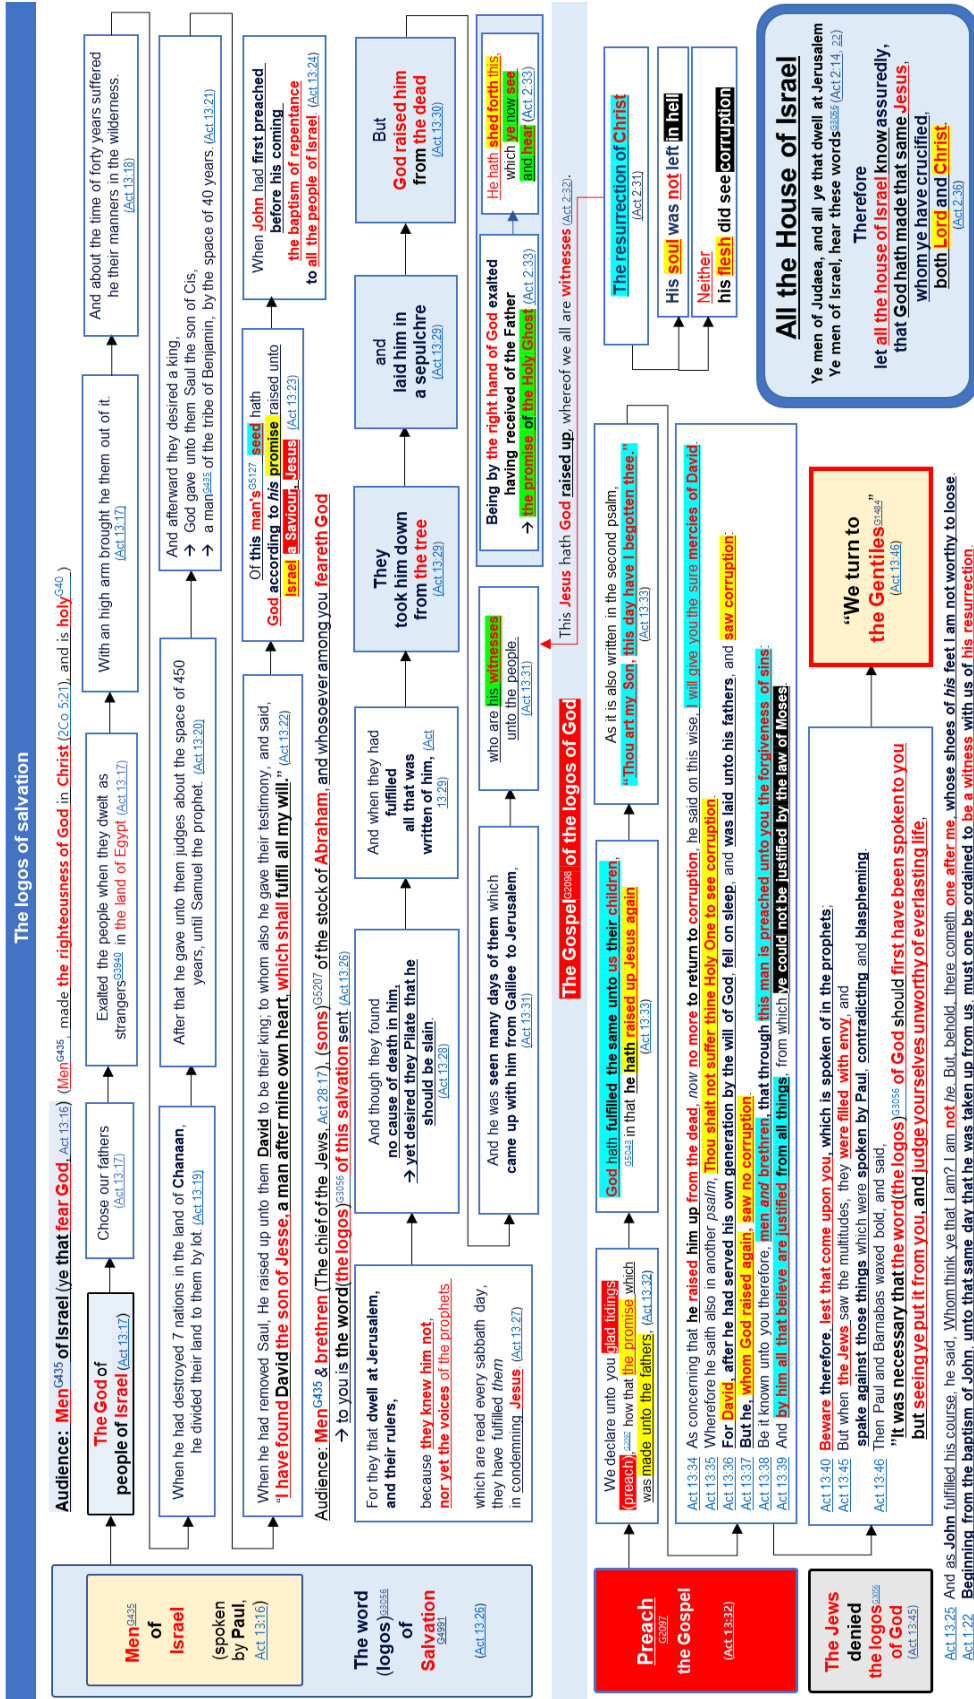 The logos of salvation
Men G435
of
Israel
(spoken
by Paul,
Act 13:16)
Audience: Men G435 of Israel (ye that fear God, Act 13:16) (Men G435, made the righteousness of God in Christ (2Co 5:21), and is holy G40 )
The God of
people of Israel (Act 13:17)
Chose our fathers
(Act 13:17)
Exalted the people when they dwelt as
strangers G3940 in the land of Egypt (Act 13:17)
With an high arm brought he them out of it.
(Act 13:17)
And about the time of forty years suffered
he their manners in the wilderness.
(Act 13:18)
When he had destroyed 7 nations in the land of Chanaan,
he divided their land to them by lot. (Act 13:19)
After that he gave unto them judges about the space of 450
years, until Samuel the prophet. (Act 13:20)
And afterward they desired a king,
→ God gave unto them Saul the son of Cis,
→ a man G435 of the tribe of Benjamin, by the space of 40 years. (Act 13:21)
When he had removed Saul, He raised up unto them David to be their king; to whom also he gave their testimony, and said,
“I have found David the son of Jesse, a man after mine own heart, which shall fulfil all my will.” (Act 13:22)
Of this man's G5127 seed hath
God according to his promise raised unto
Israel a Saviour, Jesus (Act 13:23)
When John had first preached
before his coming
the baptism of repentance
to all the people of Israel. (Act 13:24)
The word
(logos) G3056
of
Salvation
G4991
(Act 13:26)
Audience: Men G435 & brethren (The chief of the Jews, Act 28:17), (sons) G5207 of the stock of Abraham, and whosoever among you feareth God
→ to you is the word (the logos) G3056 of this salvation sent (Act 13:26)
For they that dwell at Jerusalem,
and their rulers,
because they knew him not,
nor yet the voices of the prophets
which are read every sabbath day,
they have fulfilled them
in condemning Jesus. (Act 13:27)
And though they found
no cause of death in him,
→ yet desired they Pilate that he
should be slain.
(Act 13:28)
And when they had
fulfilled
all that was
written of him, (Act
13:29)
They
took him down
from the tree
(Act 13:29)
and
laid him in
a sepulchre
(Act 13:29)
But
God raised him
from the dead
(Act 13:30)
And he was seen many days of them which
came up with him from Galilee to Jerusalem,
(Act 13:31)
who are his witnesses
unto the people.
(Act 13:31)
Being by the right hand of God exalted
having received of the Father
→ the promise of the Holy Ghost (Act 2:33)
He hath shed forth this,
which ye now see
and hear (Act 2:33)
The Gospel G2098 of the logos of God
This Jesus hath God raised up, whereof we all are witnesses (Act 2:32).
Preach
G2097
the Gospel
(Act 13:32)
We declare unto you glad tidings
(preach), G2097 how that the promise which
was made unto the fathers, (Act 13:32)
God hath fulfilled the same unto us their children,
G5043 in that he hath raised up Jesus again
(Act 13:33)
As it is also written in the second psalm,
“Thou art my Son, this day have I begotten thee.”
(Act 13:33)
The resurrection of Christ
(Act 2:31)
His soul was not left in hell
Neither
his flesh did see corruption
Act 13:34 As concerning that he raised him up from the dead, now no more to return to corruption, he said on this wise, I will give you the sure mercies of David.
Act 13:35 Wherefore he saith also in another psalm, Thou shalt not suffer thine Holy One to see corruption.
Act 13:36 For David, after he had served his own generation by the will of God, fell on sleep, and was laid unto his fathers, and saw corruption:
Act 13:37 But he, whom God raised again, saw no corruption.
Act 13:38 Be it known unto you therefore, men and brethren, that through this man is preached unto you the forgiveness of sins:
Act 13:39 And by him all that believe are justified from all things, from which ye could not be justified by the law of Moses.
The Jews
denied
the logos G3056
of God
(Act 13:45)
Act 13:40 Beware therefore, lest that come upon you, which is spoken of in the prophets;
Act 13:45 But when the Jews saw the multitudes, they were filled with envy, and
spake against those things which were spoken by Paul, contradicting and blaspheming.
Act 13:46 Then Paul and Barnabas waxed bold, and said,
”It was necessary that the word (the logos) G3056 of God should first have been spoken to you
but seeing ye put it from you, and judge yourselves unworthy of everlasting life,
“We turn to
the Gentiles G1484”
(Act 13:46)
All the House of Israel
Ye men of Judaea, and all ye that dwell at Jerusalem
Ye men of Israel, hear these words G3056 (Act 2:14, 22)
Therefore
let all the house of Israel know assuredly,
that God hath made that same Jesus,
whom ye have crucified,
both Lord and Christ.
(Act 2:36)
Act 13:25 And as John fulfilled his course, he said, Whom think ye that I am? I am not he. But, behold, there cometh one after me, whose shoes of his feet I am not worthy to loose.
Act 1:22 Beginning from the baptism of John, unto that same day that he was taken up from us, must one be ordained to be a witness with us of his resurrection.